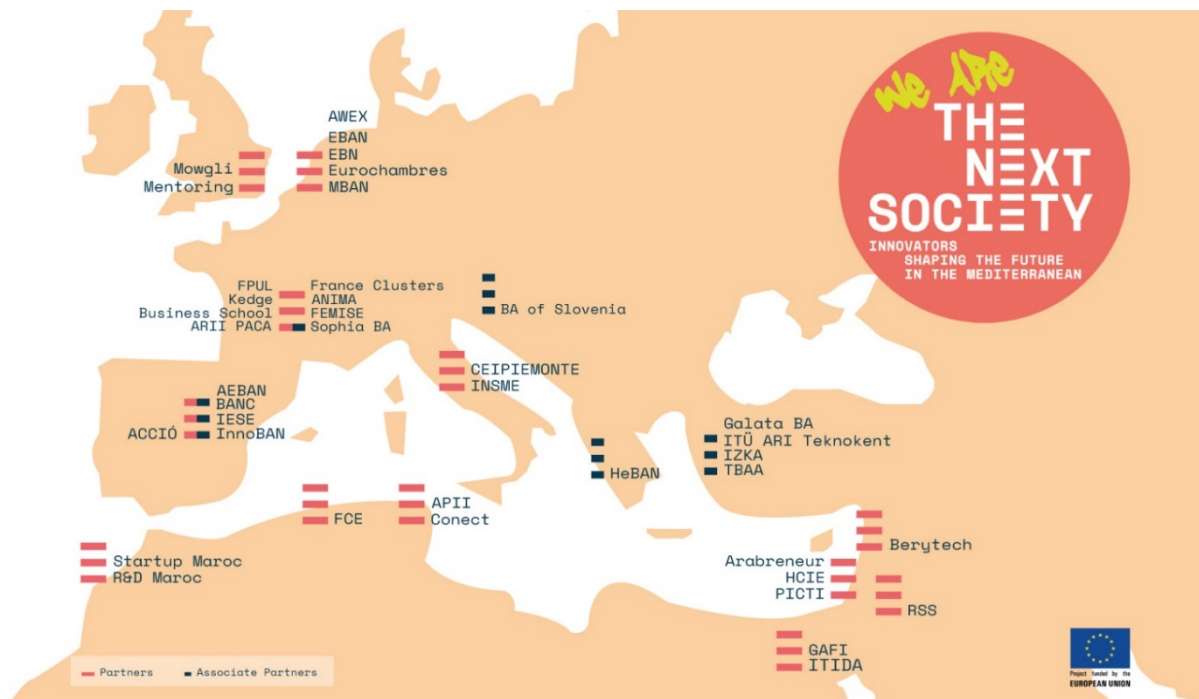 We ARe
THE
NEXT
SOCIETY
INNOVATORS
SHAPING THE FUTURE
IN THE MEDITERRANEAN
AWEX
EBAN
EBN
Eurochambres
MBAN
Mowgli
Mentoring
FPUL
Kedge
Business School
ARII PACA
France Clusters
ANIMA
FEMISE
Sophia BA
BA of Slovenia
CEIPIEMONTE
INSME
ACCIÓ
AEBAN
BANC
IESE
InnoBAN
Galata BA
ITÜ ARI Teknokent
IZKA
TBAA
HeBAN
FCE
APII
Conect
Startup Maroc
R&D Maroc
Berytech
Arabreneur
HCIE
PICTI
RSS
GAFI
ITIDA
Partners
Associate Partners
Project funded by the
EUROPEAN UNION